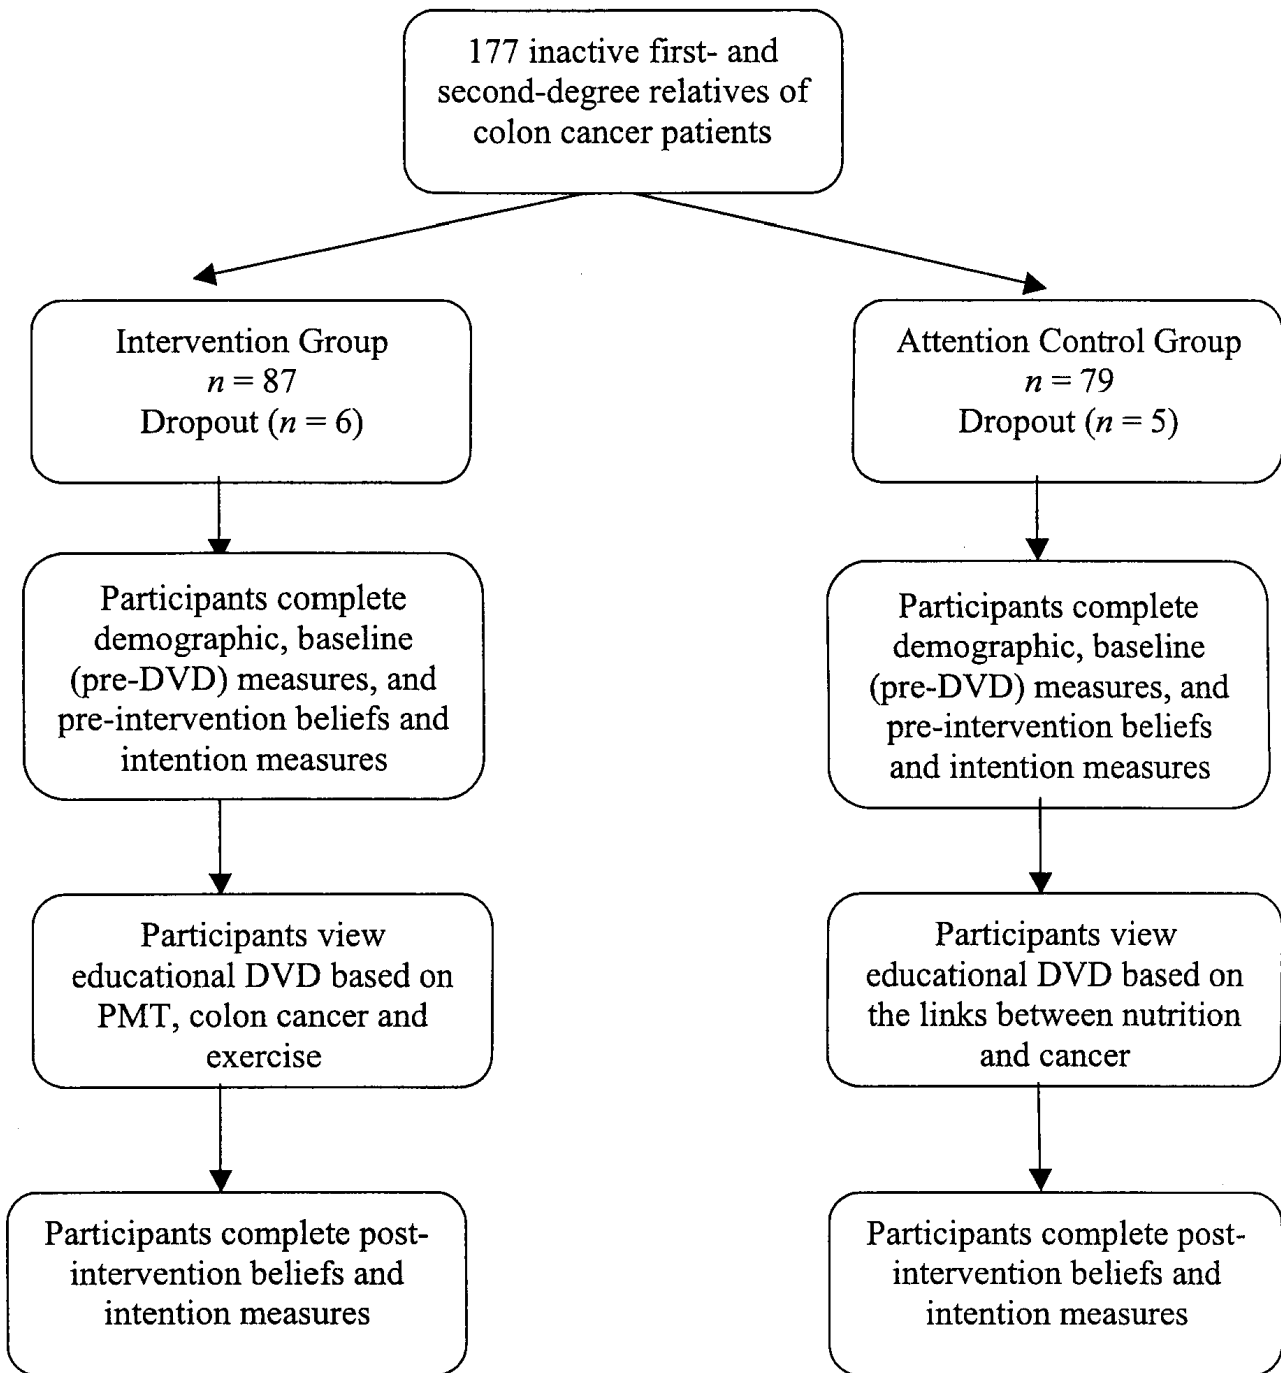 177 inactive first- and
second-degree relatives of
colon cancer patients
Intervention Group
n = 87
Dropout (n = 6)
Attention Control Group
n = 79
Dropout (n = 5)
Participants complete
demographic, baseline
(pre-DVD) measures, and
pre-intervention beliefs and
intention measures
Participants complete
demographic, baseline
(pre-DVD) measures, and
pre-intervention beliefs
and intention measures
Participants view
educational DVD based on
PMT, colon cancer and
exercise
Participants view
educational DVD based on
the links between nutrition
and cancer
Participants complete post-
intervention beliefs and
intention measures
Participants complete post-
intervention beliefs and
intention measures